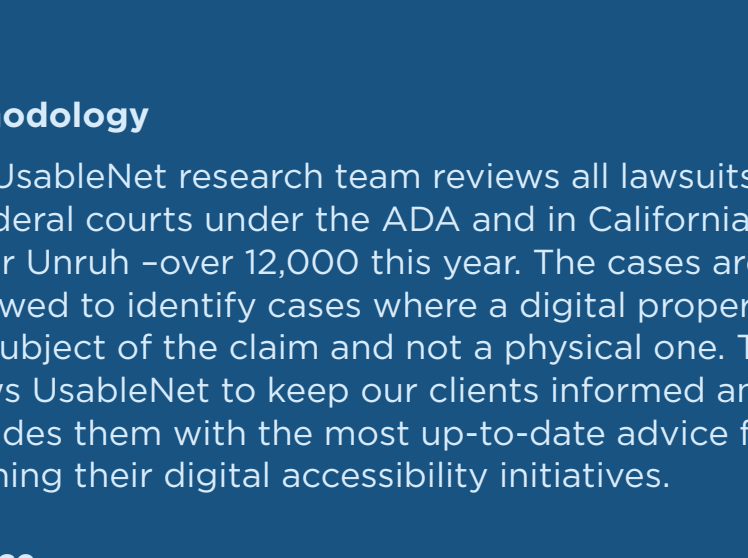 odology
UsableNet research team reviews all lawsuits
deral courts under the ADA and in California
r Unruh –over 12,000 this year. The cases are
wed to identify cases where a digital proper
ubject of the claim and not a physical one. T
s UsableNet to keep our clients informed an
des them with the most up-to-date advice f
ning their digital accessibility initiatives.